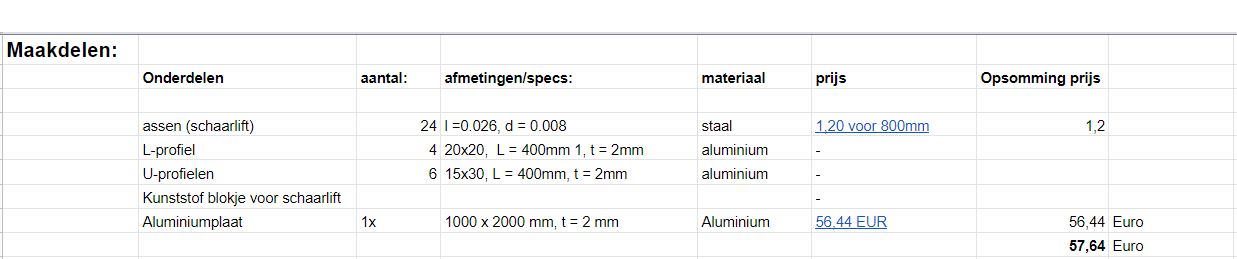 Maakdelen:
Onderdelen aantal: afmetingen/specs: materiaal prijs Opsomming prijs
assen (schaarlift) 24 l =0.026, d = 0.008 staal 1,20 voor 800mm 1,2
L-profiel 4 20x20, L = 400mm 1, t = 2mm aluminium -
U-profielen 6 15x30, L = 400mm, t = 2mm aluminium -
Kunststof blokje voor schaarlift -
Aluminiumplaat 1x 1000 x 2000 mm, t = 2 mm Aluminium 56,44 EUR 56,44 Euro
57,64 Euro